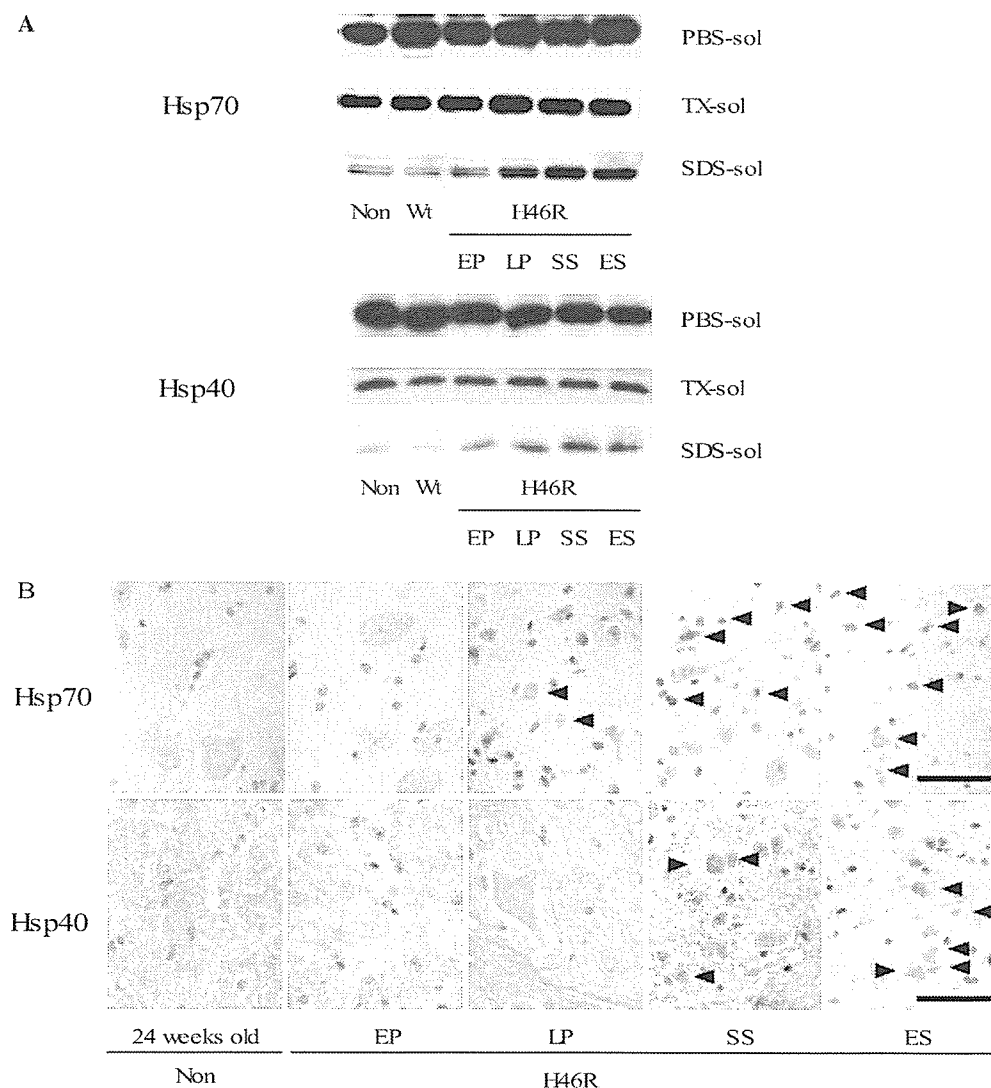 A
PBS-sol
Hsp70
TX-sol
SDS-sol
Non Wt H46R
EP LP SS ES
PBS-sol
Hsp40
TX-sol
SDS-sol
Non Wt H46R
EP LP SS ES
B
Hsp70
Hsp40
24 weeks old EP LP SS ES
Non H46R